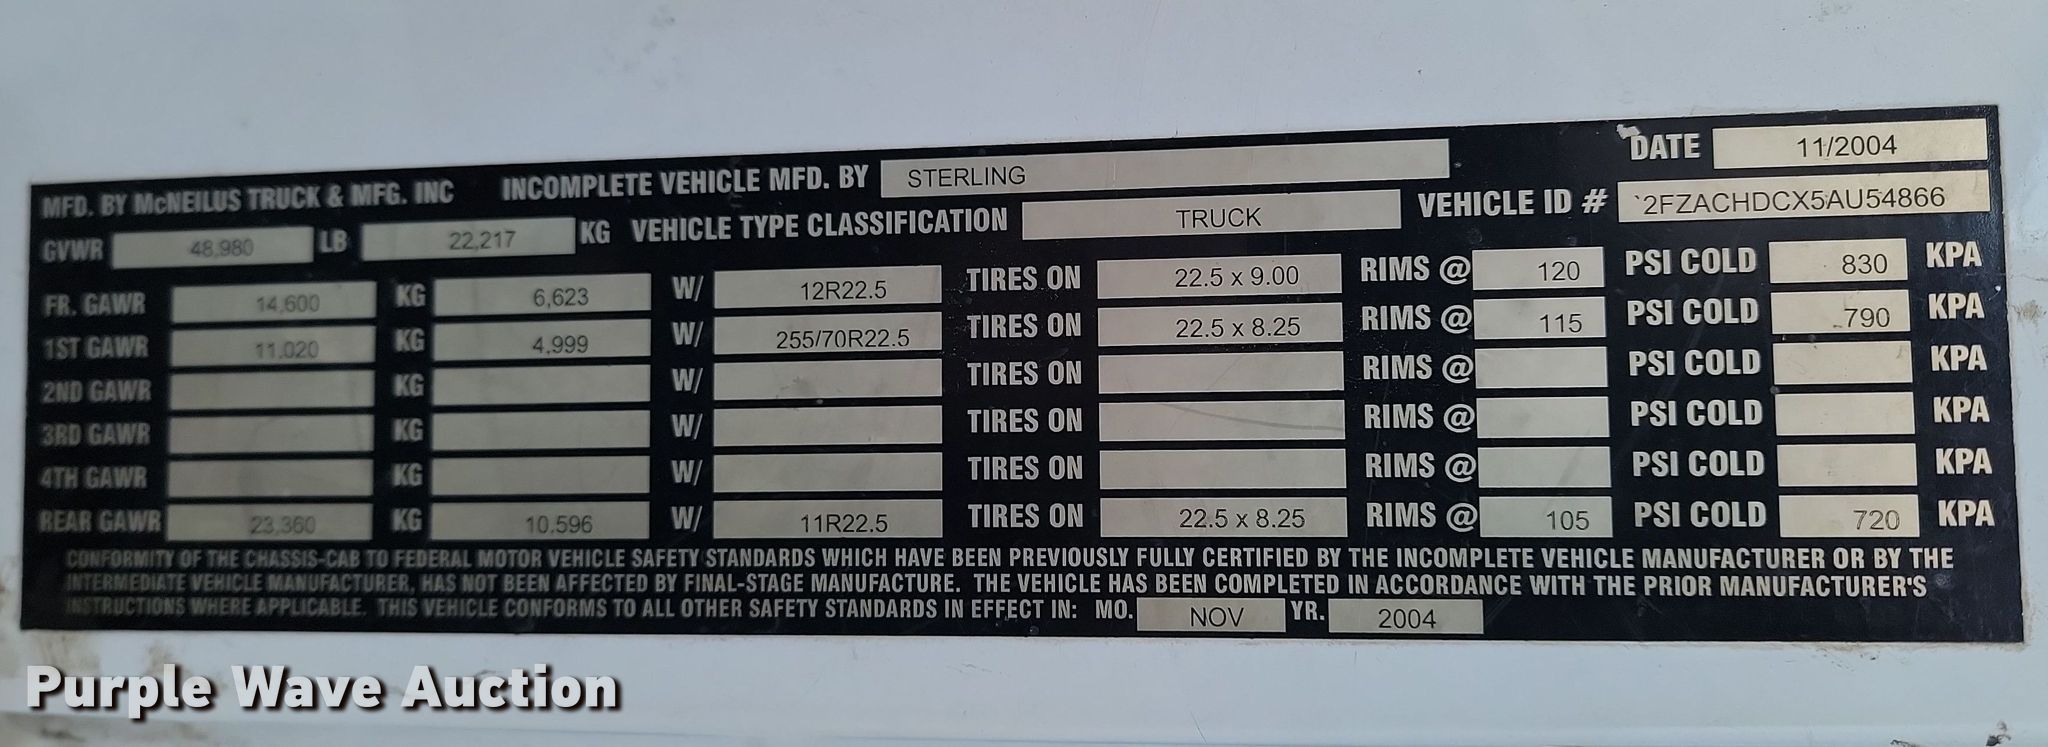 DATE 11/2004
MFD. BY McNEILUS TRUCK & MFG. INC INCOMPLETE VEHICLE MFD. BY STERLING
GVWR 48,980 LB 22,217 KG VEHICLE TYPE CLASSIFICATION TRUCK VEHICLE ID # `2FZACHDCX5AU54866
FR. GAWR 14,600 KG 6,623 W/ 12R22.5 TIRES ON 22.5 x 9.00 RIMS @ 120 PSI COLD 830 KPA
1ST GAWR 11,020 KG 4,999 W/ 255/70R22.5 TIRES ON 22.5 x 8.25 RIMS @ 115 PSI COLD 790 KPA
2ND GAWR KG W/ TIRES ON RIMS @ PSI COLD KPA
3RD GAWR KG W/ TIRES ON RIMS @ PSI COLD KPA
4TH GAWR KG W/ TIRES ON RIMS @ PSI COLD KPA
REAR GAWR 23,360 KG 10,596 W/ 11R22.5 TIRES ON 22.5 x 8.25 RIMS @ 105 PSI COLD 720 KPA
CONFORMITY OF THE CHASSIS-CAB TO FEDERAL MOTOR VEHICLE SAFETY STANDARDS WHICH HAVE BEEN PREVIOUSLY FULLY CERTIFIED BY THE INCOMPLETE VEHICLE MANUFACTURER OR BY THE
INTERMEDIATE VEHICLE MANUFACTURER, HAS NOT BEEN AFFECTED BY FINAL-STAGE MANUFACTURE. THE VEHICLE HAS BEEN COMPLETED IN ACCORDANCE WITH THE PRIOR MANUFACTURER'S
INSTRUCTIONS WHERE APPLICABLE. THIS VEHICLE CONFORMS TO ALL OTHER SAFETY STANDARDS IN EFFECT IN: MO. NOV YR. 2004
Purple Wave Auction